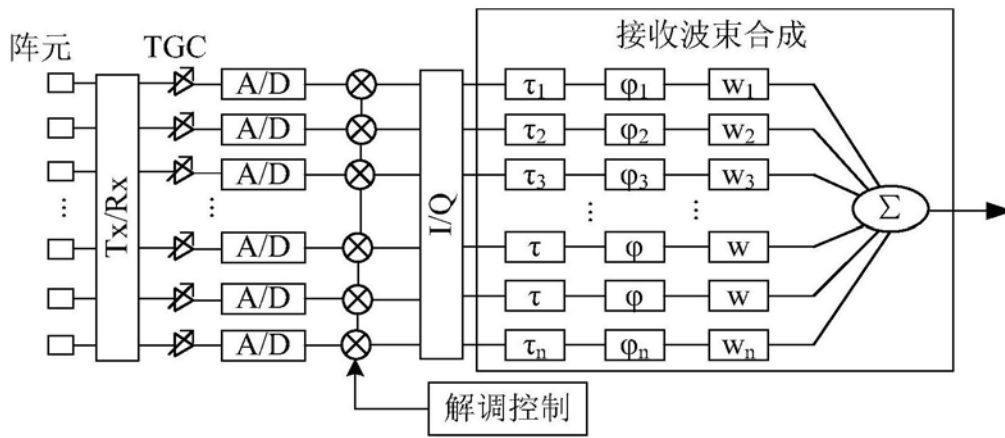 接收波束合成
阵元 TGC
A/D τ₁ φ₁ w₁
A/D τ₂ φ₂ w₂
A/D τ₃ φ₃ w₃
... Tx/Rx ... I/Q ... ... Σ
A/D τ φ w
A/D τ φ w
A/D τₙ φₙ wₙ
解调控制